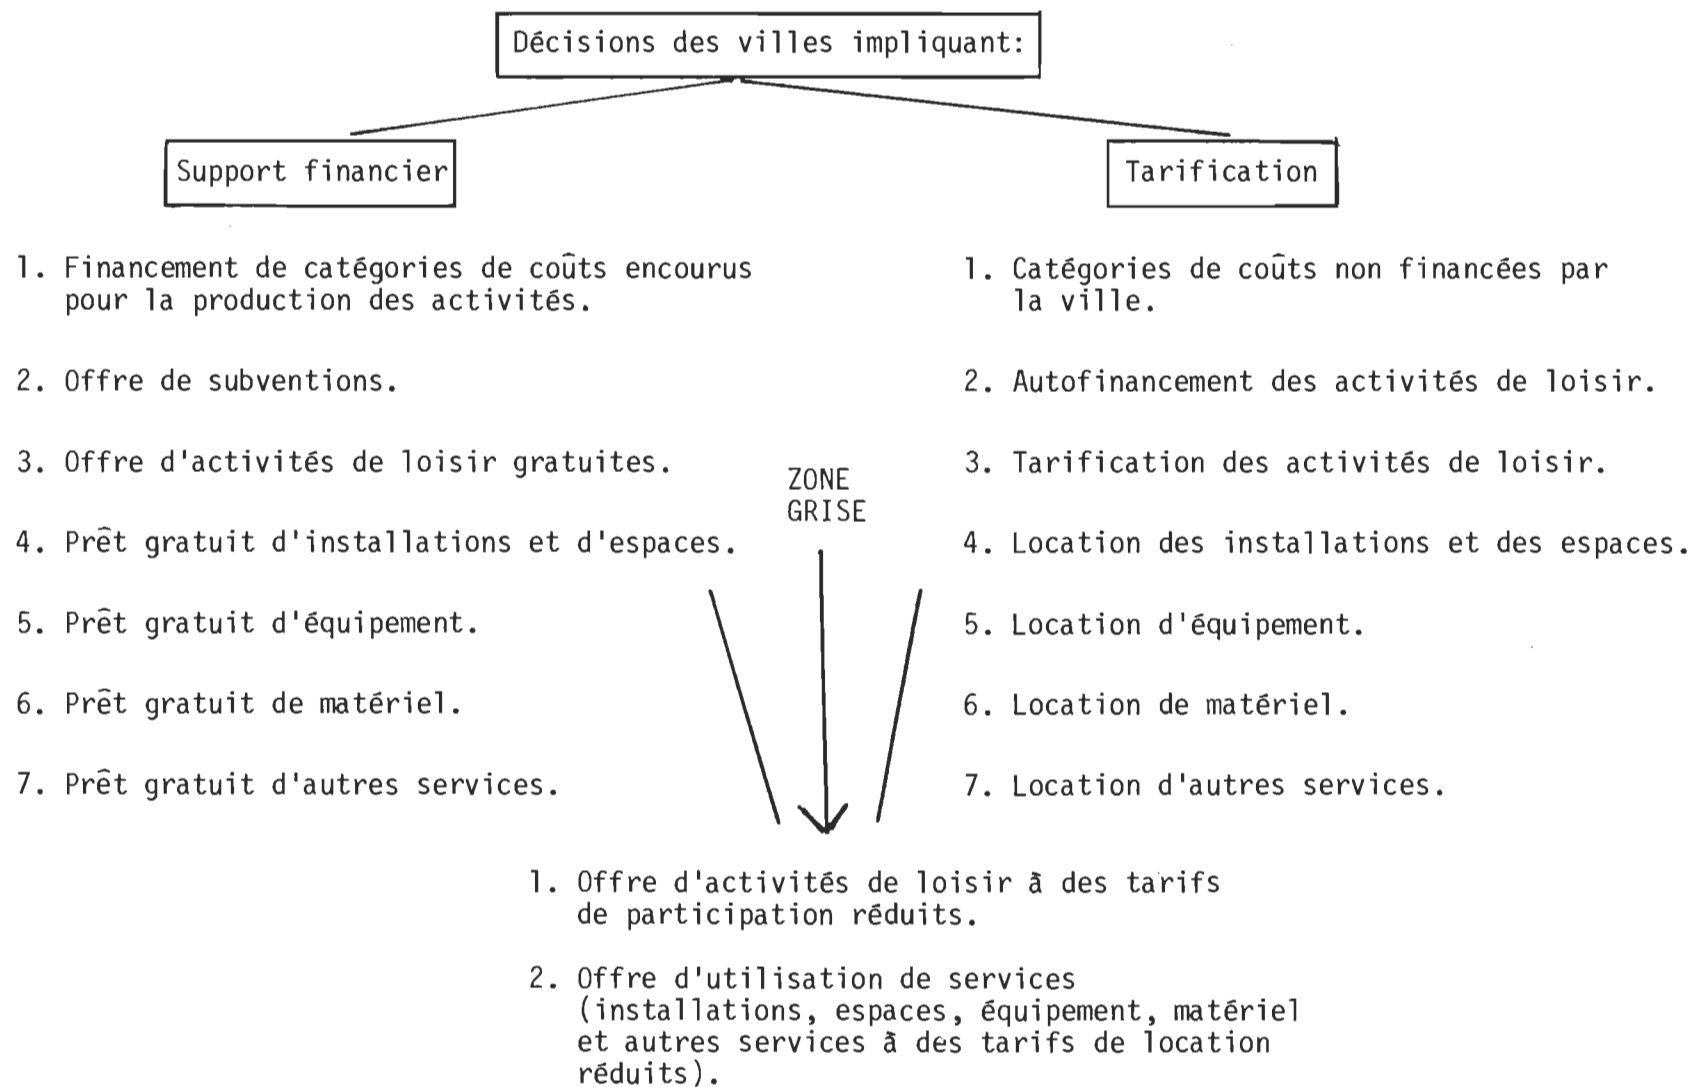 Décisions des villes impliquant:
Support financier
1. Financement de catégories de coûts encourus
pour la production des activités.
2. Offre de subventions.
3. Offre d'activités de loisir gratuites.
4. Prêt gratuit d'installations et d'espaces.
5. Prêt gratuit d'équipement.
6. Prêt gratuit de matériel.
7. Prêt gratuit d'autres services.
ZONE
GRISE
Tarification
1. Catégories de coûts non financées par
la ville.
2. Autofinancement des activités de loisir.
3. Tarification des activités de loisir.
4. Location des installations et des espaces.
5. Location d'équipement.
6. Location de matériel.
7. Location d'autres services.
1. Offre d'activités de loisir à des tarifs
de participation réduits.
2. Offre d'utilisation de services
(installations, espaces, équipement, matériel
et autres services à des tarifs de location
réduits).